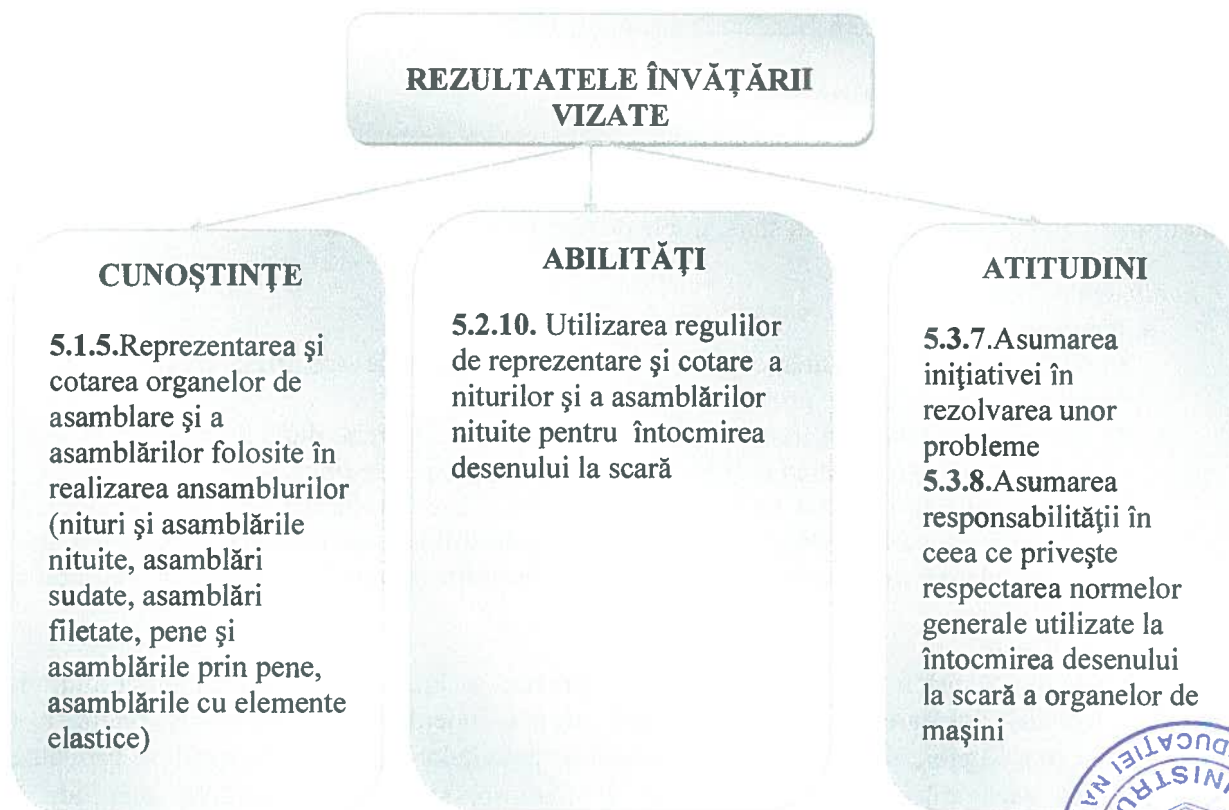 REZULTATELE ÎNVĂȚĂRII
VIZATE
CUNOȘTINȚE
5.1.5.Reprezentarea şi
cotarea organelor de
asamblare şi a
asamblărilor folosite în
realizarea ansamblurilor
(nituri şi asamblările
nituite, asamblări
sudate, asamblări
filetate, pene şi
asamblările prin pene,
asamblările cu elemente
elastice)
ABILITĂȚI
5.2.10. Utilizarea regulilor
de reprezentare şi cotare a
niturilor şi a asamblărilor
nituite pentru întocmirea
desenului la scară
ATITUDINI
5.3.7.Asumarea
iniţiativei în
rezolvarea unor
probleme
5.3.8.Asumarea
responsabilităţii în
ceea ce priveşte
respectarea normelor
generale utilizate la
întocmirea desenului
la scară a organelor de
maşini